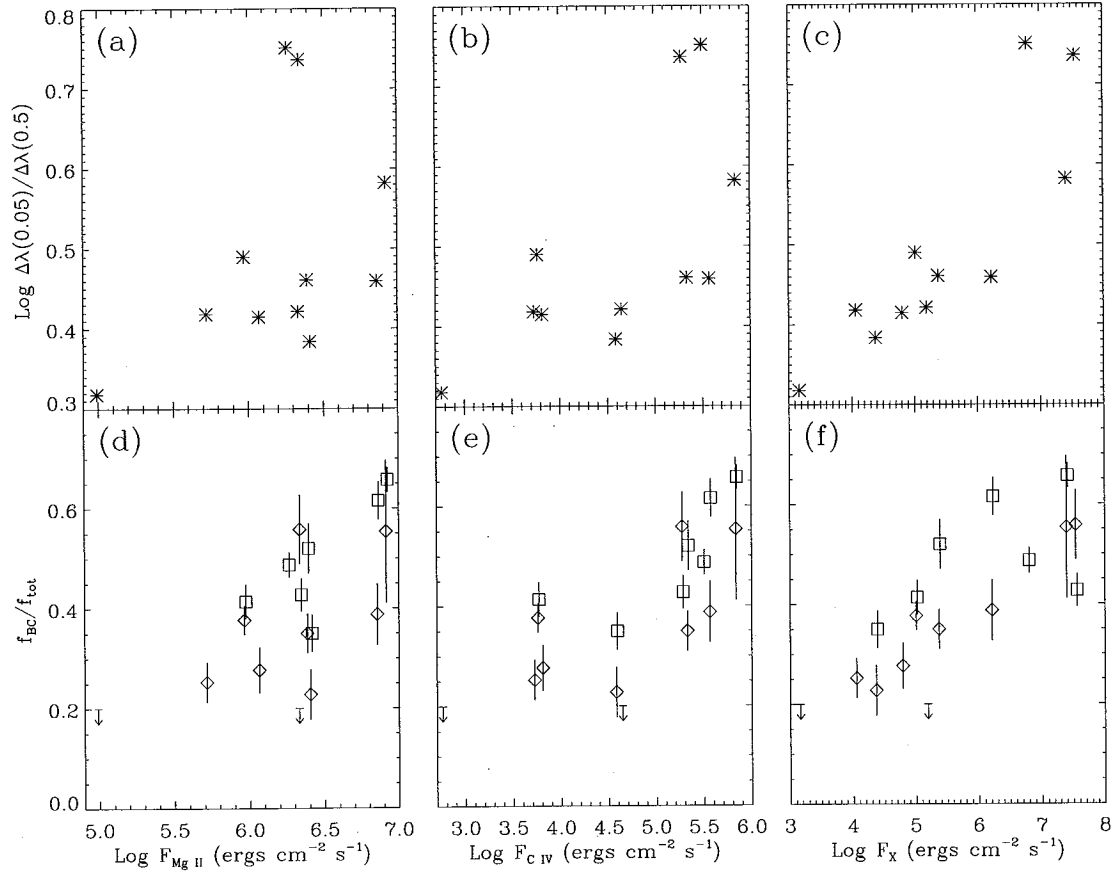 (a) (b) (c)
Log Δλ(0.05)/Δλ(0.5)
0.8
0.7
0.6
0.5
0.4
0.3
(d) (e) (f)
f_BC/f_tot
0.6
0.4
0.2
0.0
5.0 5.5 6.0 6.5 7.0
3.0 3.5 4.0 4.5 5.0 5.5 6.0
3 4 5 6 7 8
Log F_Mg II (ergs cm⁻² s⁻¹)
Log F_C IV (ergs cm⁻² s⁻¹)
Log F_X (ergs cm⁻² s⁻¹)